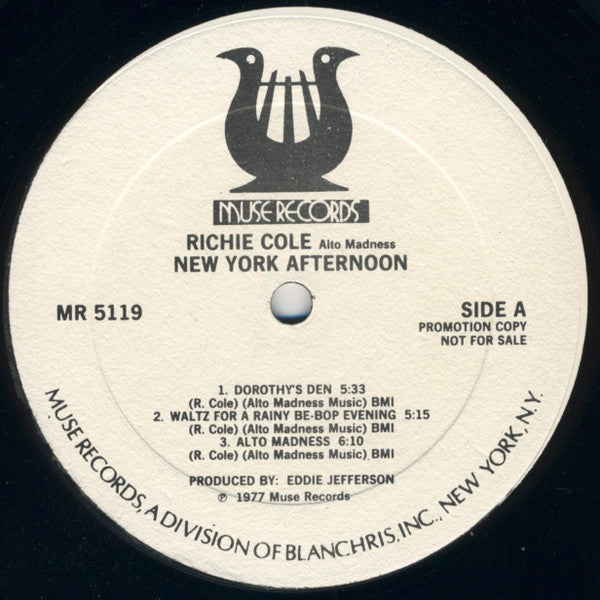 MUSE RECORDS
RICHIE COLE Alto Madness
NEW YORK AFTERNOON
MR 5119
SIDE A
PROMOTION COPY
NOT FOR SALE
1. DOROTHY'S DEN 5:33
(R. Cole) (Alto Madness Music) BMI
2. WALTZ FOR A RAINY BE-BOP EVENING 5:15
(R. Cole) (Alto Madness Music) BMI
3. ALTO MADNESS 6:10
(R. Cole) (Alto Madness Music) BMI
PRODUCED BY: EDDIE JEFFERSON
℗ 1977 Muse Records
MUSE RECORDS, A DIVISION OF BLANCHRIS, INC., NEW YORK, N.Y.